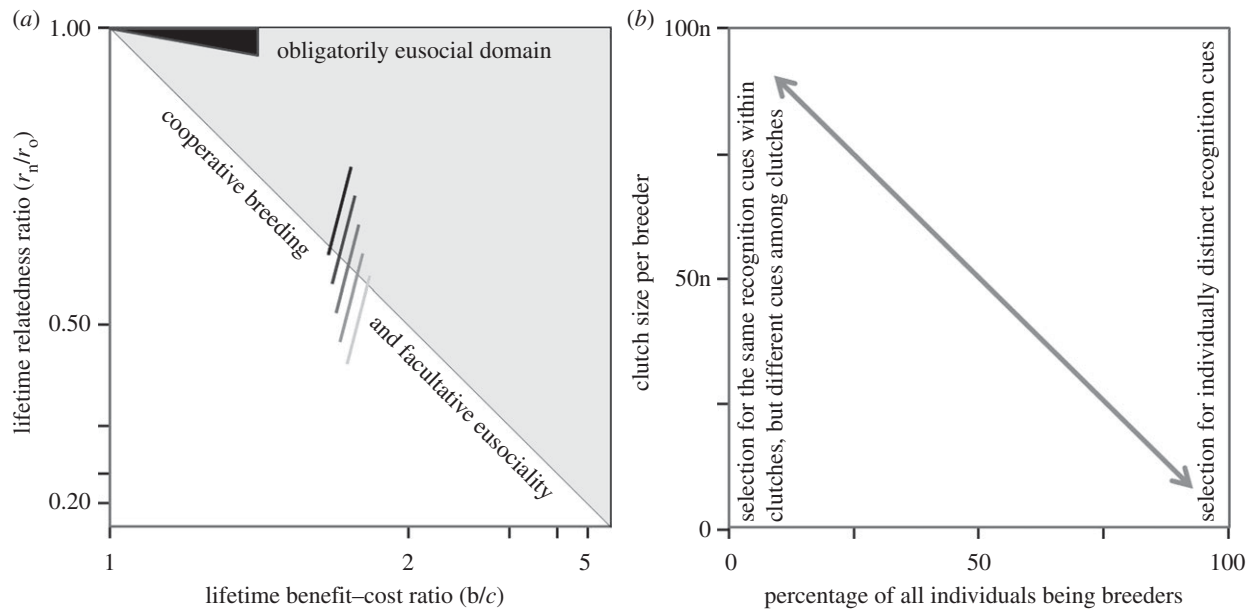 (a)
1.00
obligatorily eusocial domain
cooperative breeding
and facultative eusociality
lifetime relatedness ratio (rn/ro)
0.50
0.20
1
2
5
lifetime benefit–cost ratio (b/c)
(b)
100n
50n
0
clutch size per breeder
selection for the same recognition cues within
clutches, but different cues among clutches
selection for individually distinct recognition cues
0
50
100
percentage of all individuals being breeders